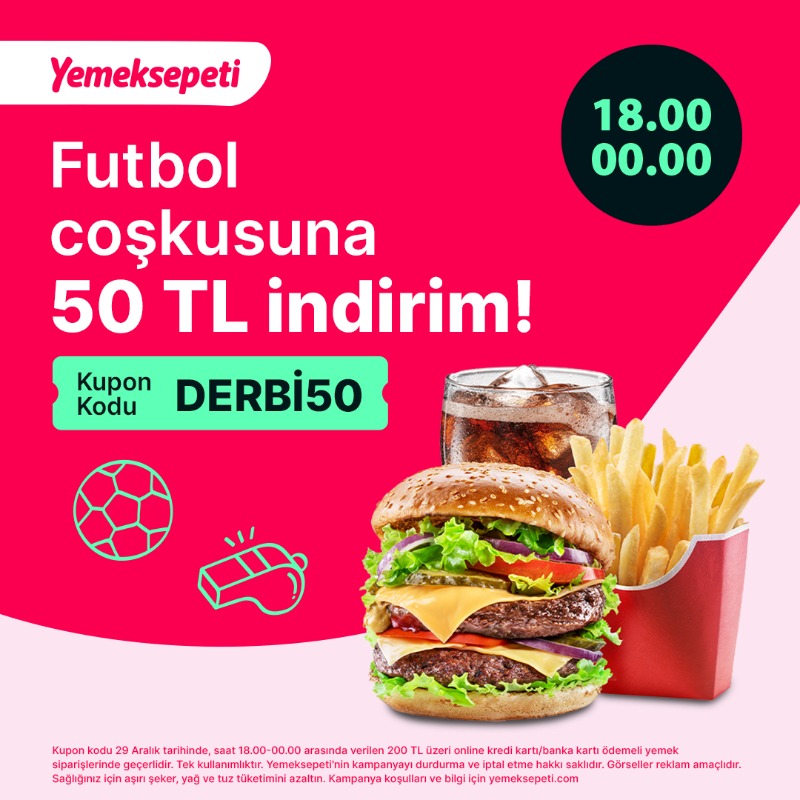 Yemeksepeti
18.00
00.00
Futbol
coşkusuna
50 TL indirim!
Kupon
Kodu
DERBİ50
Kupon kodu 29 Aralık tarihinde, saat 18.00-00.00 arasında verilen 200 TL üzeri online kredi kartı/banka kartı ödemeli yemek
siparişlerinde geçerlidir. Tek kullanımlıktır. Yemeksepeti'nin kampanyayı durdurma ve iptal etme hakkı saklıdır. Görseller reklam amaçlıdır.
Sağlığınız için aşırı şeker, yağ ve tuz tüketimini azaltın. Kampanya koşulları ve bilgi için yemeksepeti.com